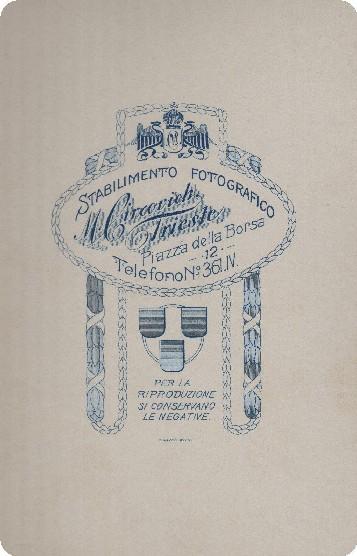 STABILIMENTO FOTOGRAFICO
M. Circovich
Trieste
Piazza della Borsa
·12·
Telefono No. 361.IV.
PER LA
RIPRODUZIONE
SI CONSERVANO
LE NEGATIVE.